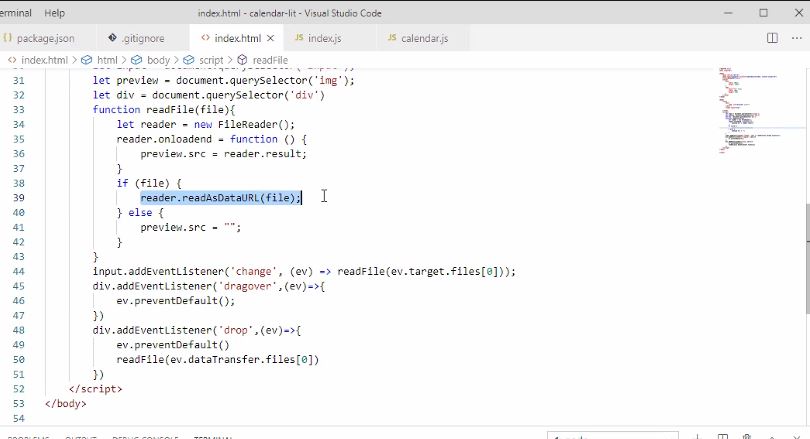 erminal Help index.html - calendar-lit - Visual Studio Code
package.json .gitignore index.html JS index.js JS calendar.js
index.html > html > body > script > readFile
31 let preview = document.querySelector('img');
32 let div = document.querySelector('div')
33 function readFile(file){
34 let reader = new FileReader();
35 reader.onloadend = function () {
36 preview.src = reader.result;
37 }
38 if (file) {
39 reader.readAsDataURL(file);
40 } else {
41 preview.src = "";
42 }
43 }
44 input.addEventListener('change', (ev) => readFile(ev.target.files[0]));
45 div.addEventListener('dragover',(ev)=>{
46 ev.preventDefault();
47 })
48 div.addEventListener('drop',(ev)=>{
49 ev.preventDefault()
50 readFile(ev.dataTransfer.files[0])
51 })
52 </script>
53 </body>
54